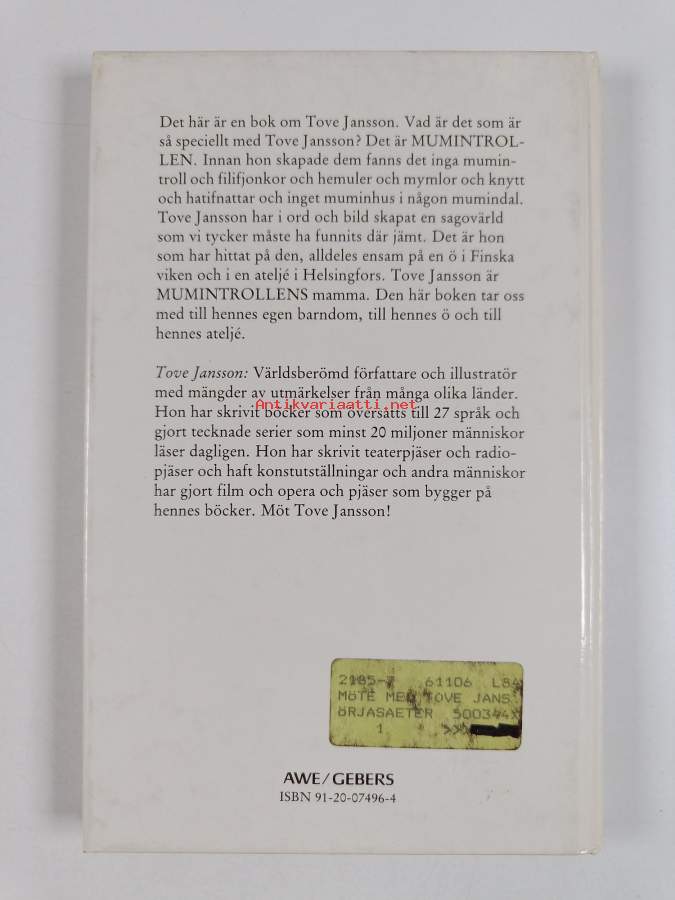 Det här är en bok om Tove Jansson. Vad är det som är
så speciellt med Tove Jansson? Det är MUMINTROL-
LEN. Innan hon skapade dem fanns det inga mumin-
troll och filifjonkor och hemuler och mymlor och knytt
och hatifnattar och inget muminhus i någon mumindal.
Tove Jansson har i ord och bild skapat en sagovärld
som vi tycker måste ha funnits där jämt. Det är hon
som har hittat på den, alldeles ensam på en ö i Finska
viken och i en ateljé i Helsingfors. Tove Jansson är
MUMINTROLLENS mamma. Den här boken tar oss
med till hennes egen barndom, till hennes ö och till
hennes ateljé.
Tove Jansson: Världsberömd författare och illustratör
med mängder av utmärkelser från många olika länder.
Antikvariaatti.net
Hon har skrivit böcker som översatts till 27 språk och
gjort tecknade serier som minst 20 miljoner människor
läser dagligen. Hon har skrivit teaterpjäser och radio-
pjäser och haft konstutställningar och andra människor
har gjort film och opera och pjäser som bygger på
hennes böcker. Möt Tove Jansson!
2185-7 61106 L84
MÖTE MED TOVE JANS
ÖRJASAETER 500344
1
AWE/GEBERS
ISBN 91-20-07496-4